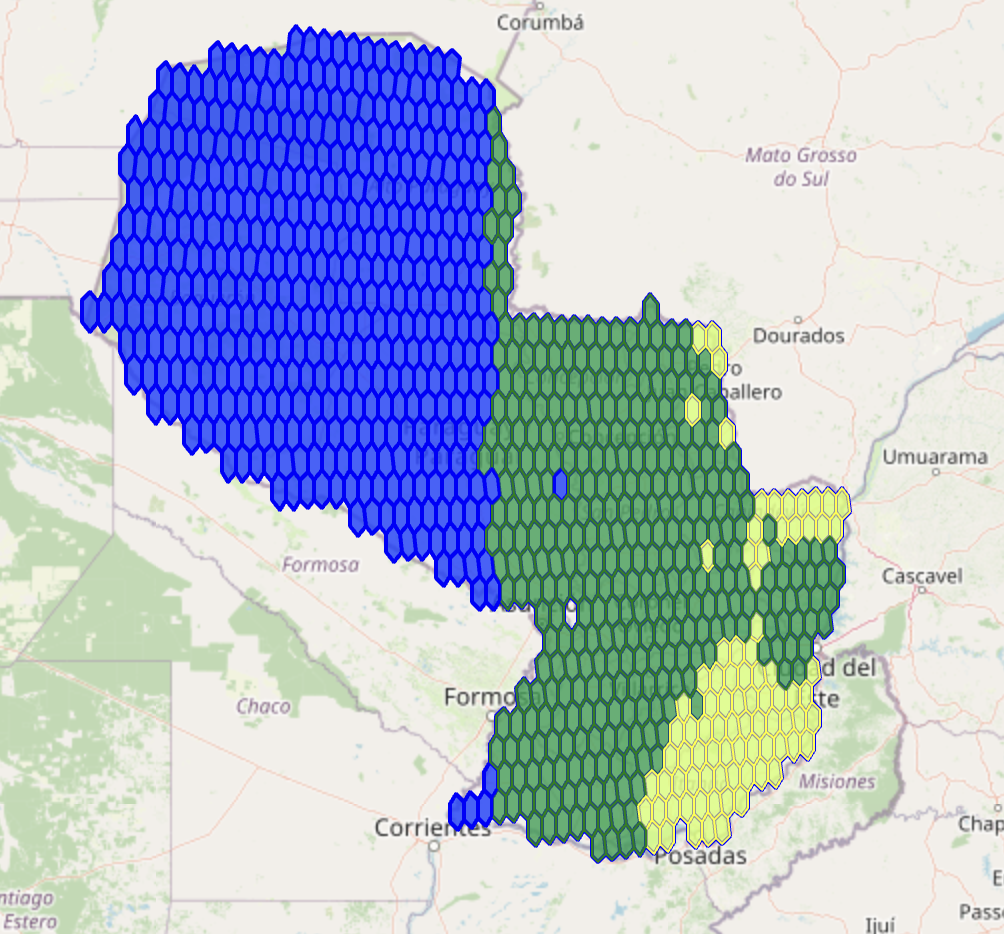 Corumbá
Mato Grosso
do Sul
Dourados
ro
ballero
Umuarama
Cascavel
Formosa
Formosa
d del
te
Chaco
Misiones
Corrientes
Chap
Posadas
ntiago
Estero
Ijuí
Passo